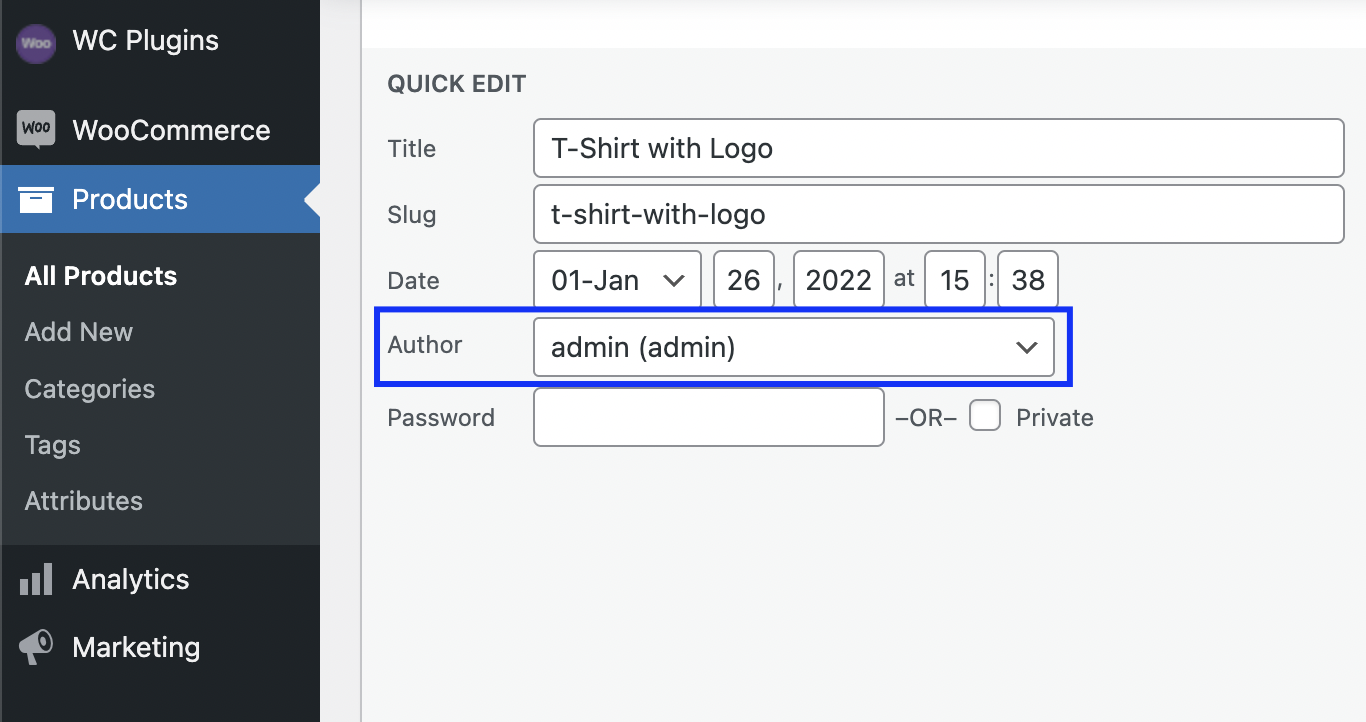 Woo WC Plugins
Woo WooCommerce
Products
All Products
Add New
Categories
Tags
Attributes
Analytics
Marketing
QUICK EDIT
Title T-Shirt with Logo
Slug t-shirt-with-logo
Date 01-Jan 26 , 2022 at 15 : 38
Author admin (admin)
Password –OR– Private